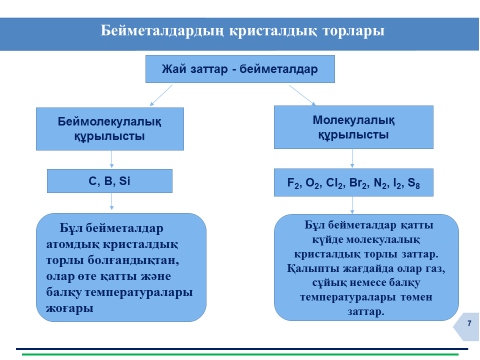 Бейметалдардың кристалдық торлары
Жай заттар - бейметалдар
Беймолекулалық
құрылысты
Молекулалық
құрылысты
C, B, Si
F₂, O₂, Cl₂, Br₂, N₂, I₂, S₈
Бұл бейметалдар
атомдық кристалдық
торлы болғандықтан,
олар өте қатты және
балқу температуралары
жоғары
Бұл бейметалдар қатты
күйде молекулалық
кристалдық торлы заттар.
Қалыпты жағдайда олар газ,
сұйық немесе балқу
температуралары төмен
заттар.
7